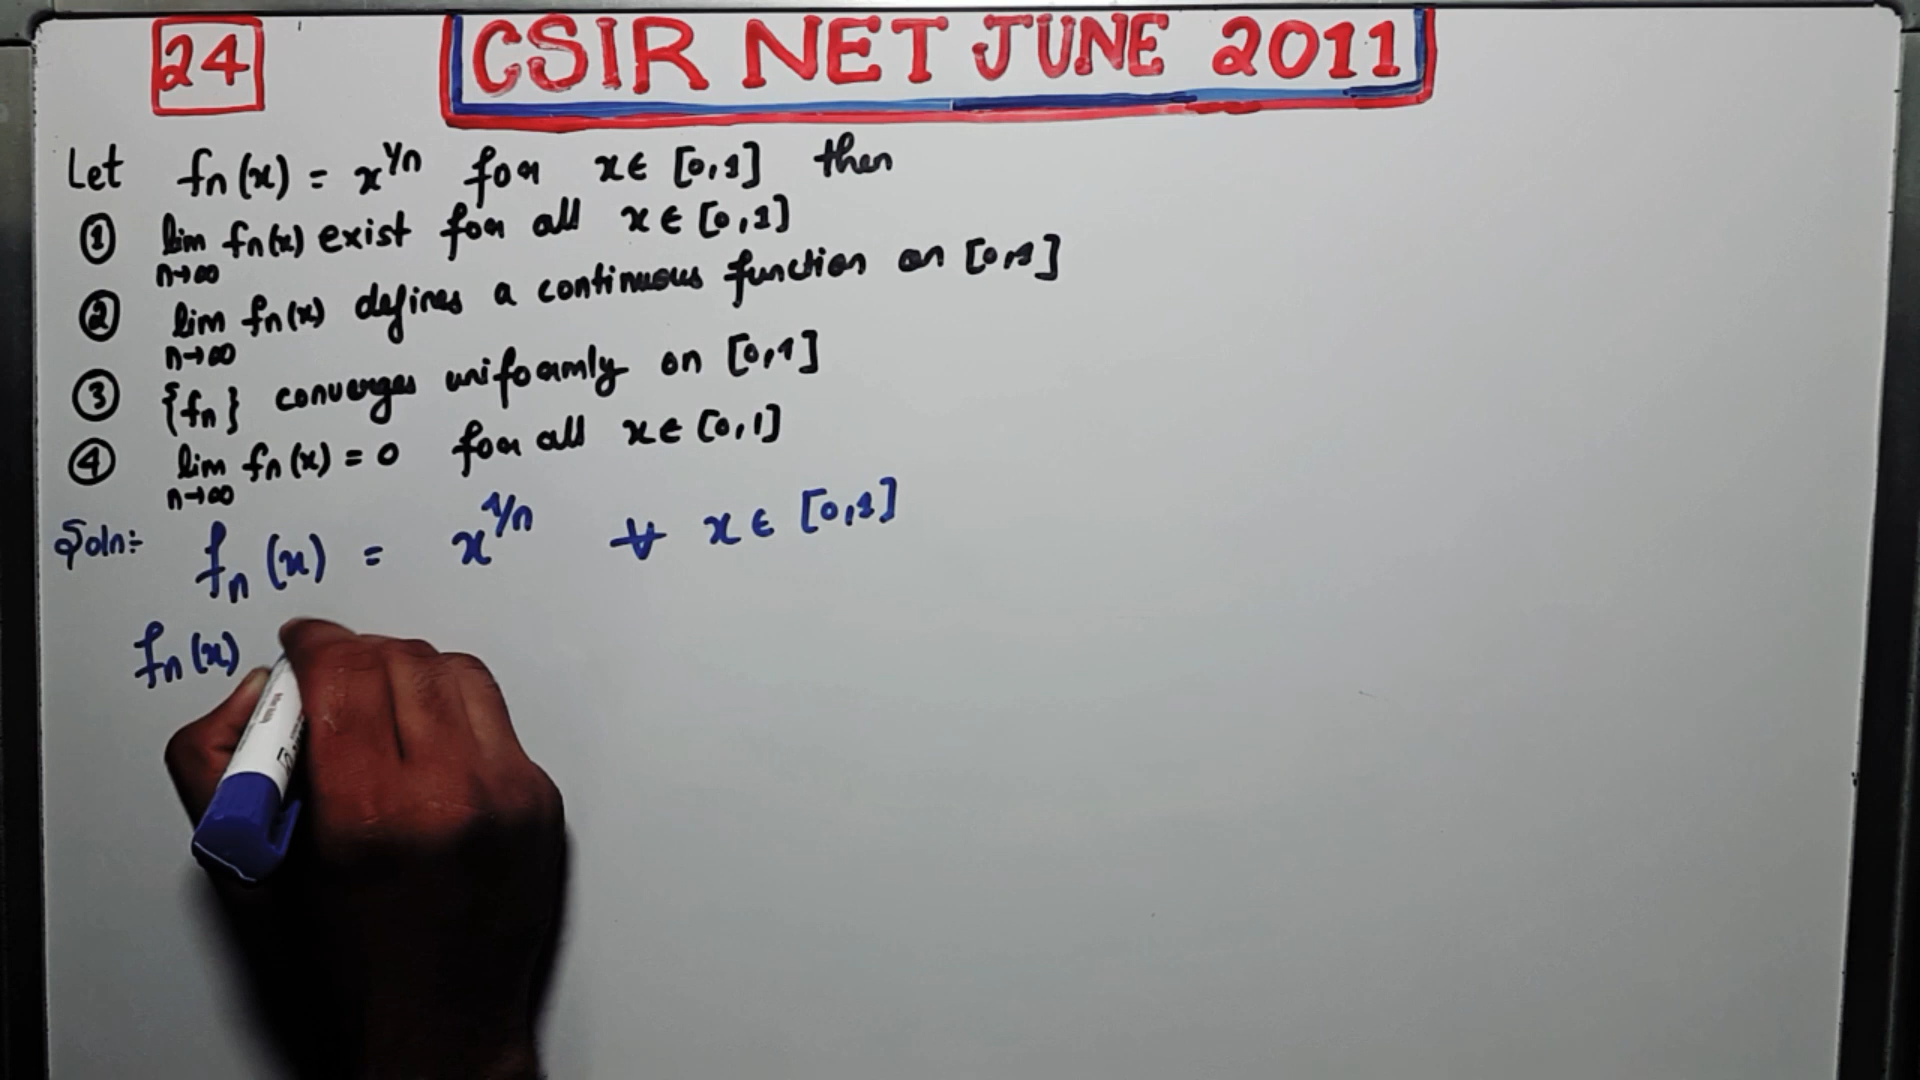 24
CSIR NET JUNE 2011
Let fn(x) = x^1/n for x ∈ [0,1] then
① lim n→∞ fn(x) exist for all x ∈ [0,1]
② lim n→∞ fn(x) defines a continuous function on [0,1]
③ {fn} converges uniformly on [0,1]
④ lim n→∞ fn(x) = 0 for all x ∈ [0,1]
Soln:- fn(x) = x^1/n ∀ x ∈ [0,1]
fn(x)